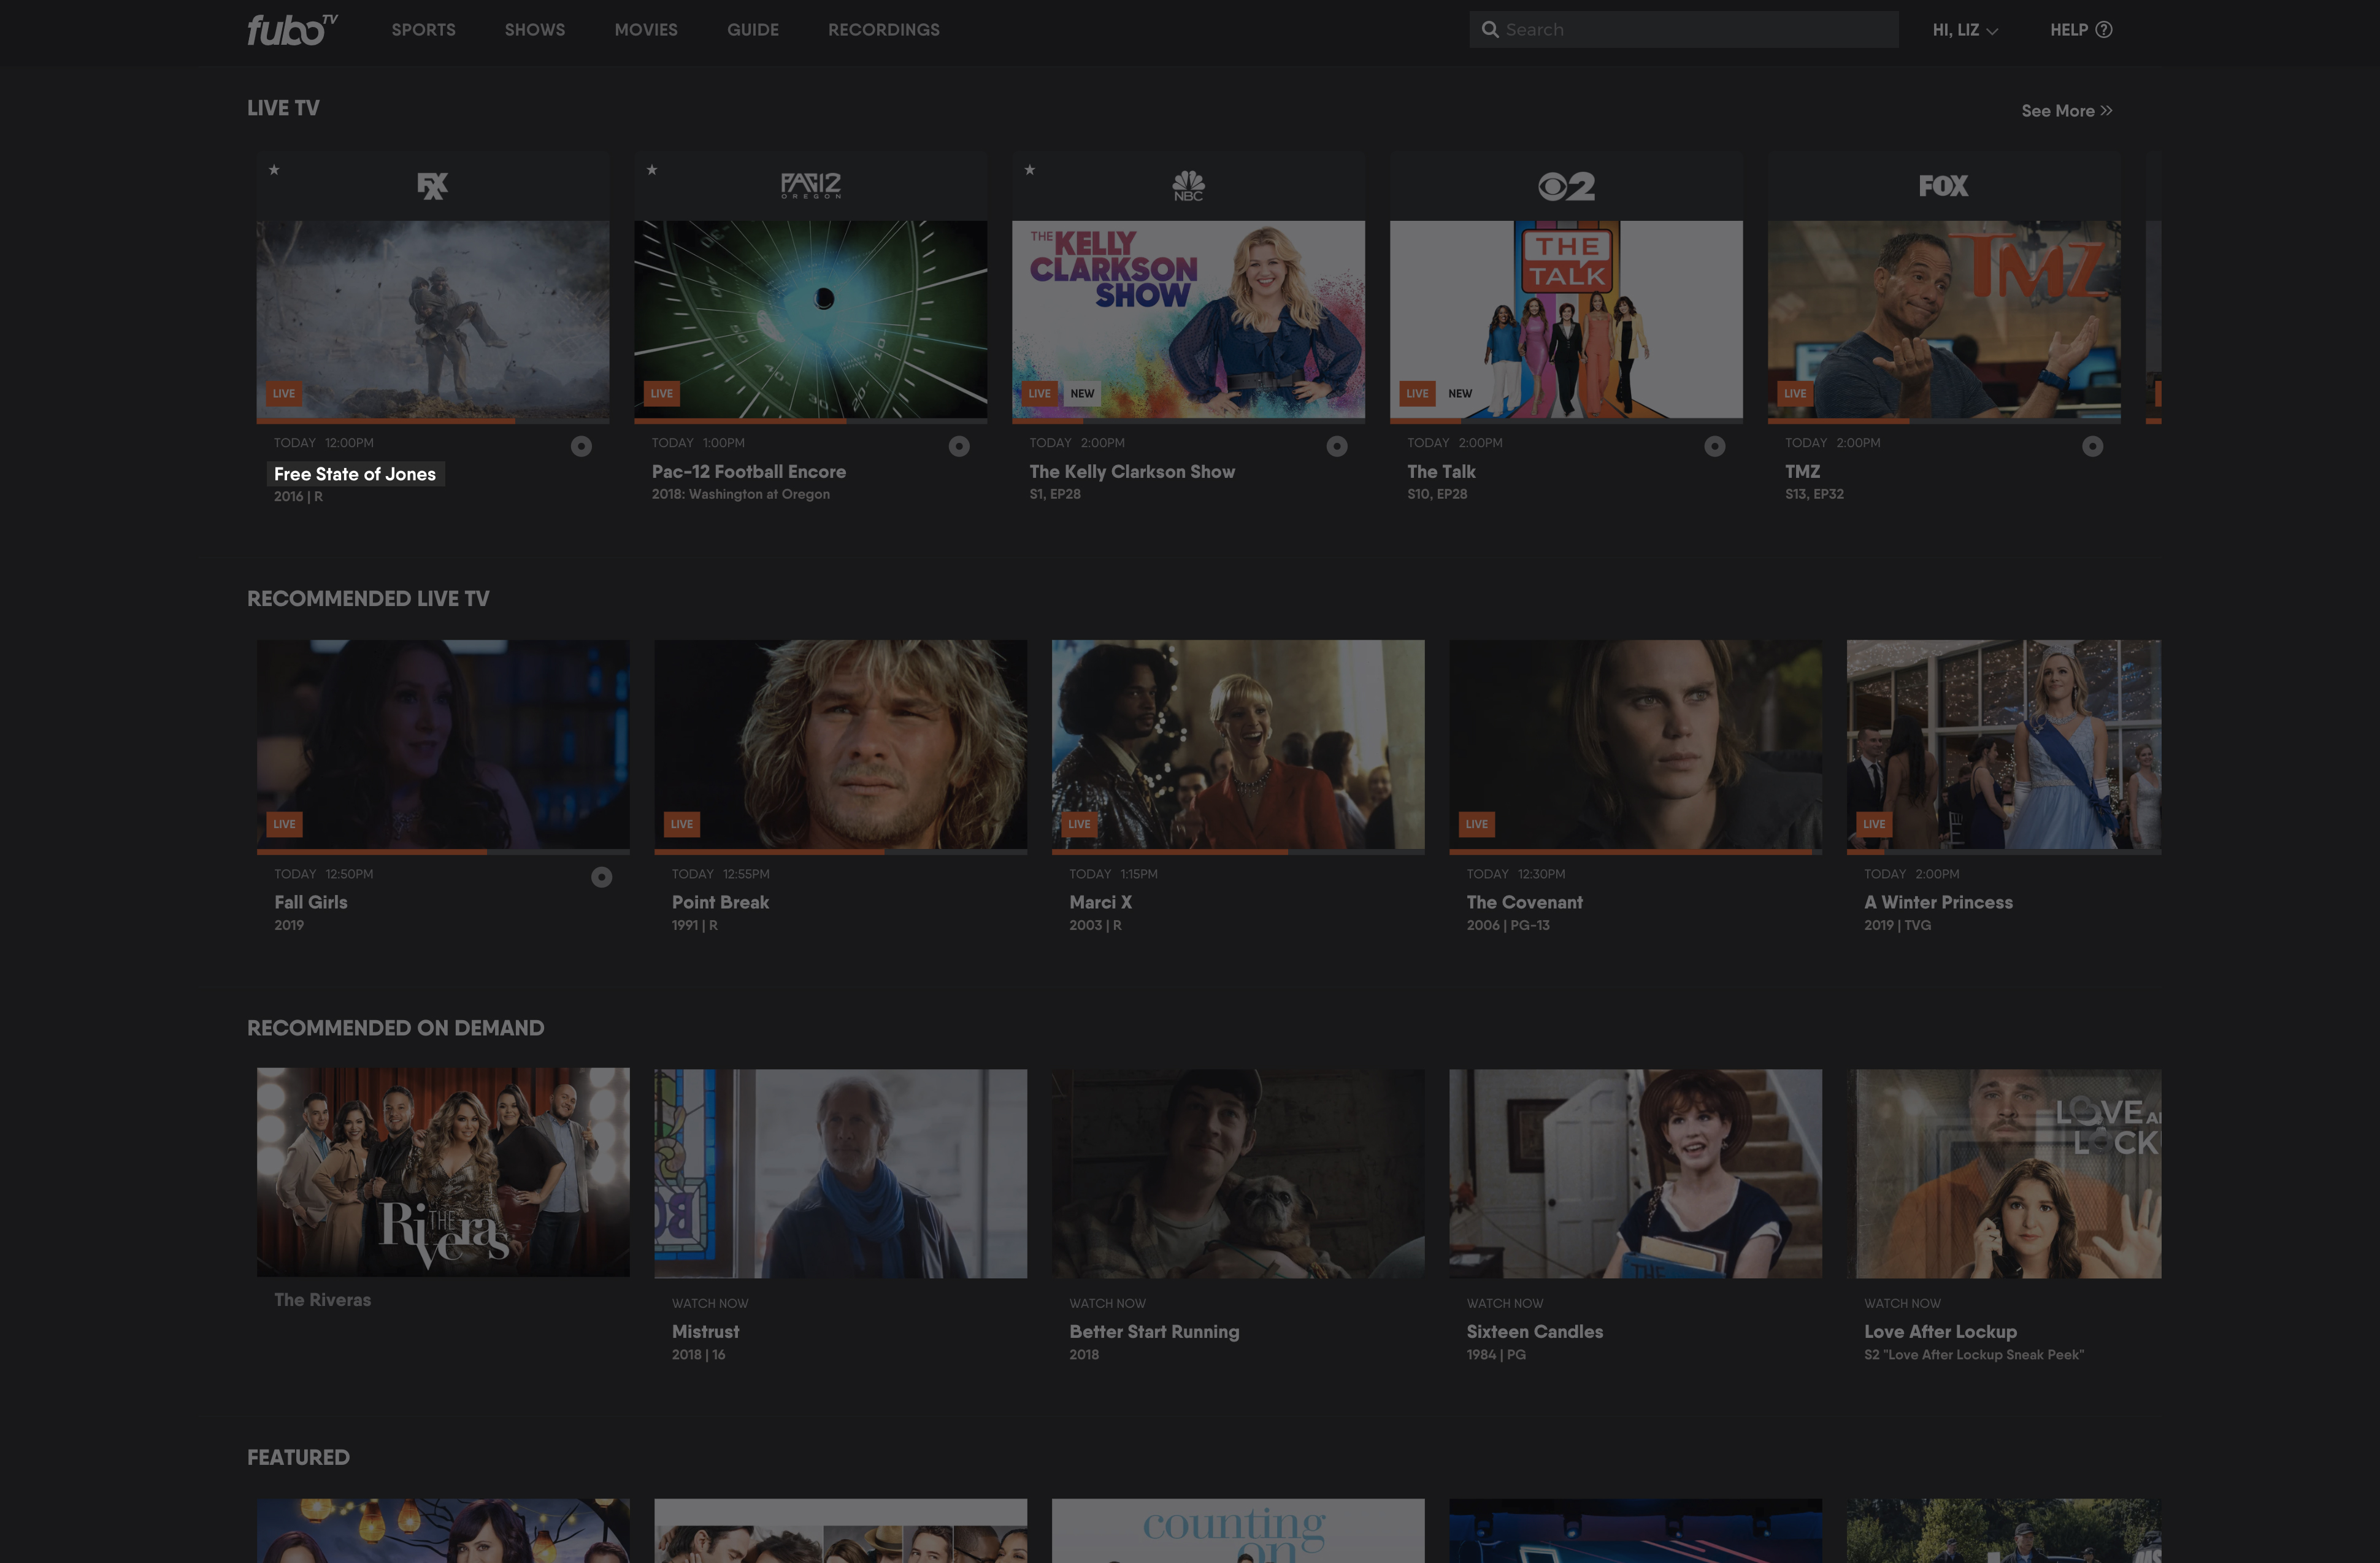 fubo TV
SPORTS SHOWS MOVIES GUIDE RECORDINGS Search HI, LIZ HELP ?
LIVE TV
See More
FX PAC12 OREGON NBC CBS 2 FOX
THE KELLY CLARKSON SHOW
THE TALK
TMZ
LIVE LIVE LIVE NEW LIVE NEW LIVE
TODAY 12:00PM
Free State of Jones
2016 | R
TODAY 1:00PM
Pac-12 Football Encore
2018: Washington at Oregon
TODAY 2:00PM
The Kelly Clarkson Show
S1, EP28
TODAY 2:00PM
The Talk
S10, EP28
TODAY 2:00PM
TMZ
S13, EP32
RECOMMENDED LIVE TV
LIVE LIVE LIVE LIVE LIVE
TODAY 12:50PM
Fall Girls
2019
TODAY 12:55PM
Point Break
1991 | R
TODAY 1:15PM
Marci X
2003 | R
TODAY 12:30PM
The Covenant
2006 | PG-13
TODAY 2:00PM
A Winter Princess
2019 | TVG
RECOMMENDED ON DEMAND
THE Riveras
The Riveras
WATCH NOW
Mistrust
2018 | 16
WATCH NOW
Better Start Running
2018
THE
WATCH NOW
Sixteen Candles
1984 | PG
LOVE
LOCK
WATCH NOW
Love After Lockup
S2 "Love After Lockup Sneak Peek"
FEATURED
counting
on